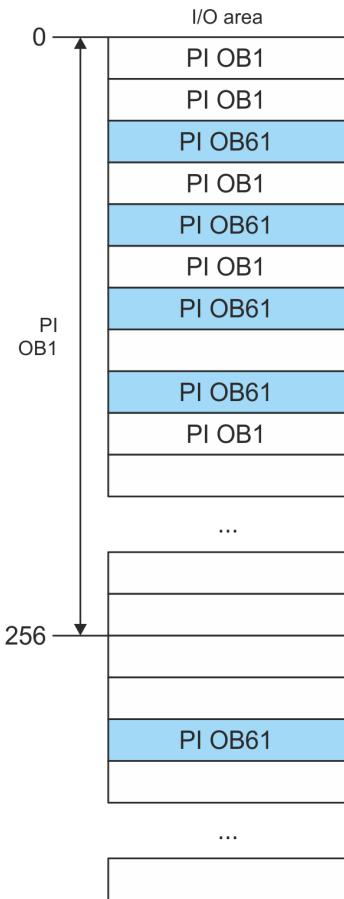 I/O area
0
PI OB1
PI OB1
PI OB61
PI OB1
PI OB61
PI OB1
PI
OB1
PI OB61
PI OB61
PI OB1
...
256
PI OB61
...